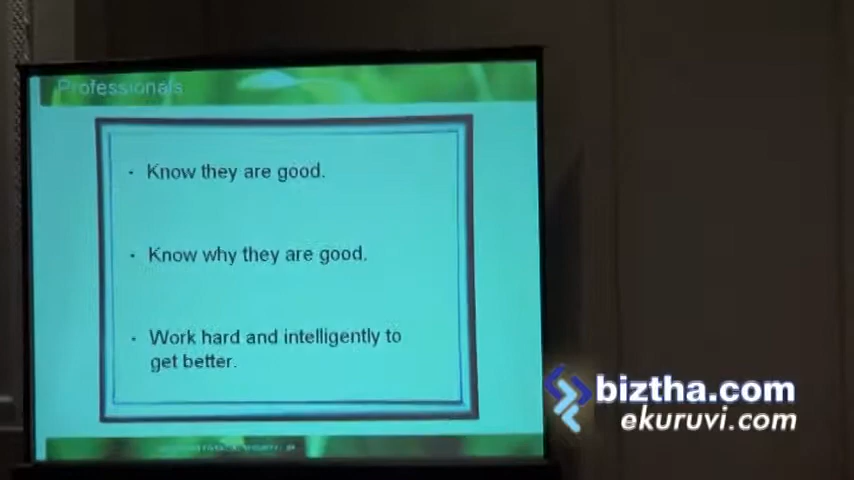 Professionals
• Know they are good.
• Know why they are good.
• Work hard and intelligently to
get better.
biztha.com
ekuruvi.com